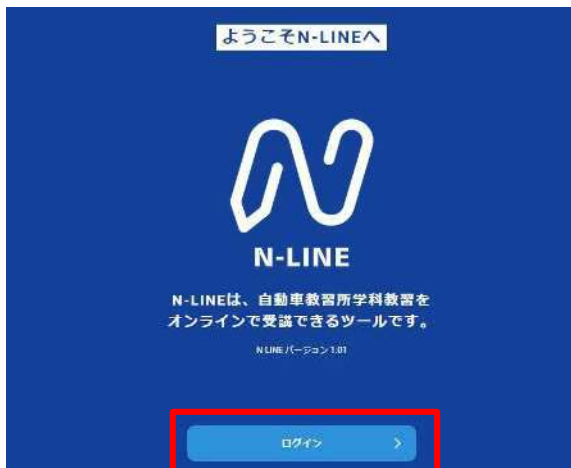 ようこそN-LINEへ
N-LINE
N-LINEは、自動車教習所学科教習を
オンラインで受講できるツールです。
N LINE バージョン 1.01
ログイン